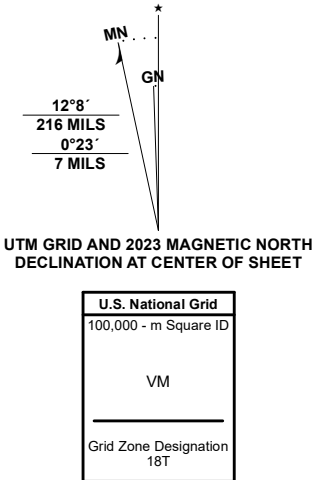 ★
MN
GN
12°8´
216 MILS
0°23´
7 MILS
UTM GRID AND 2023 MAGNETIC NORTH
DECLINATION AT CENTER OF SHEET
U.S. National Grid
100,000 - m Square ID
VM
Grid Zone Designation
18T